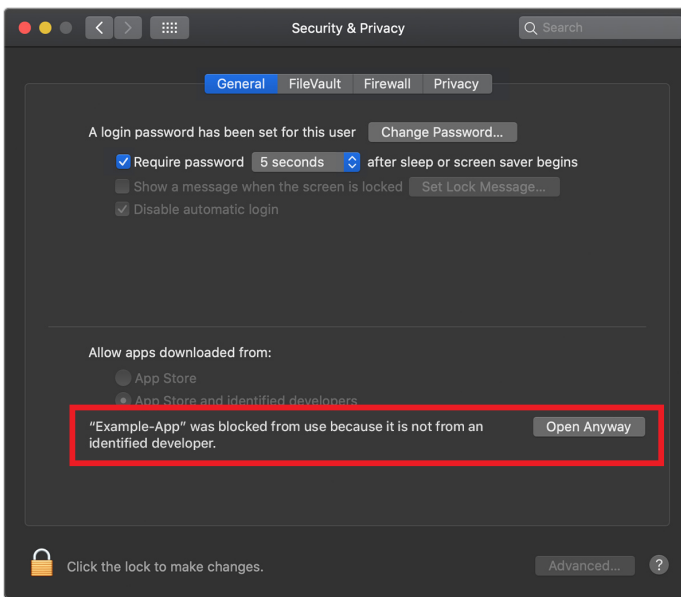 Security & Privacy
Search
General
FileVault
Firewall
Privacy
A login password has been set for this user
Change Password...
Require password
5 seconds
after sleep or screen saver begins
Show a message when the screen is locked
Set Lock Message...
Disable automatic login
Allow apps downloaded from:
App Store
App Store and identified developers
“Example-App” was blocked from use because it is not from an
identified developer.
Open Anyway
Click the lock to make changes.
Advanced...
?